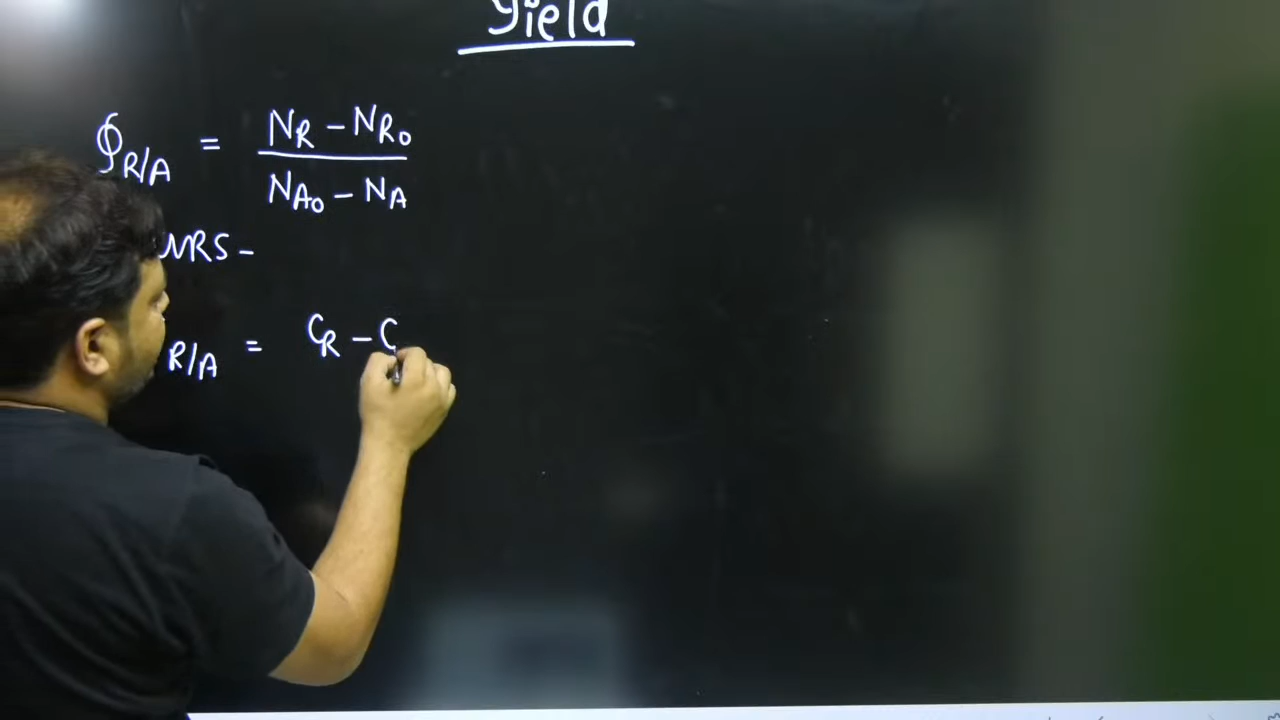 Yield
φR/A = NR - NR0 / NA0 - NA
NRS -
R/A = CR - C